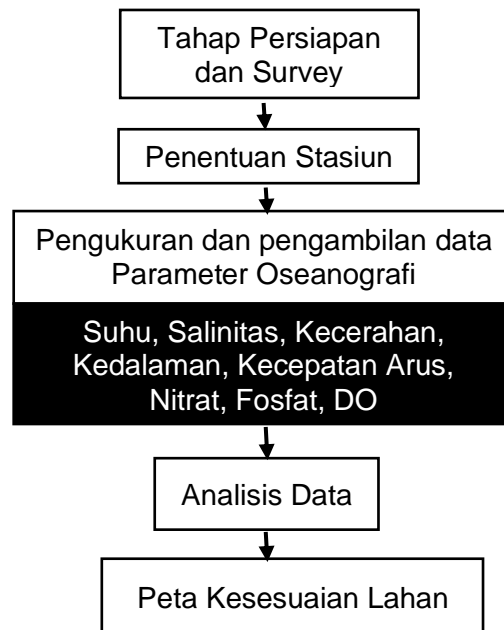 Tahap Persiapan
dan Survey
Penentuan Stasiun
Pengukuran dan pengambilan data
Parameter Oseanografi
Suhu, Salinitas, Kecerahan,
Kedalaman, Kecepatan Arus,
Nitrat, Fosfat, DO
Analisis Data
Peta Kesesuaian Lahan